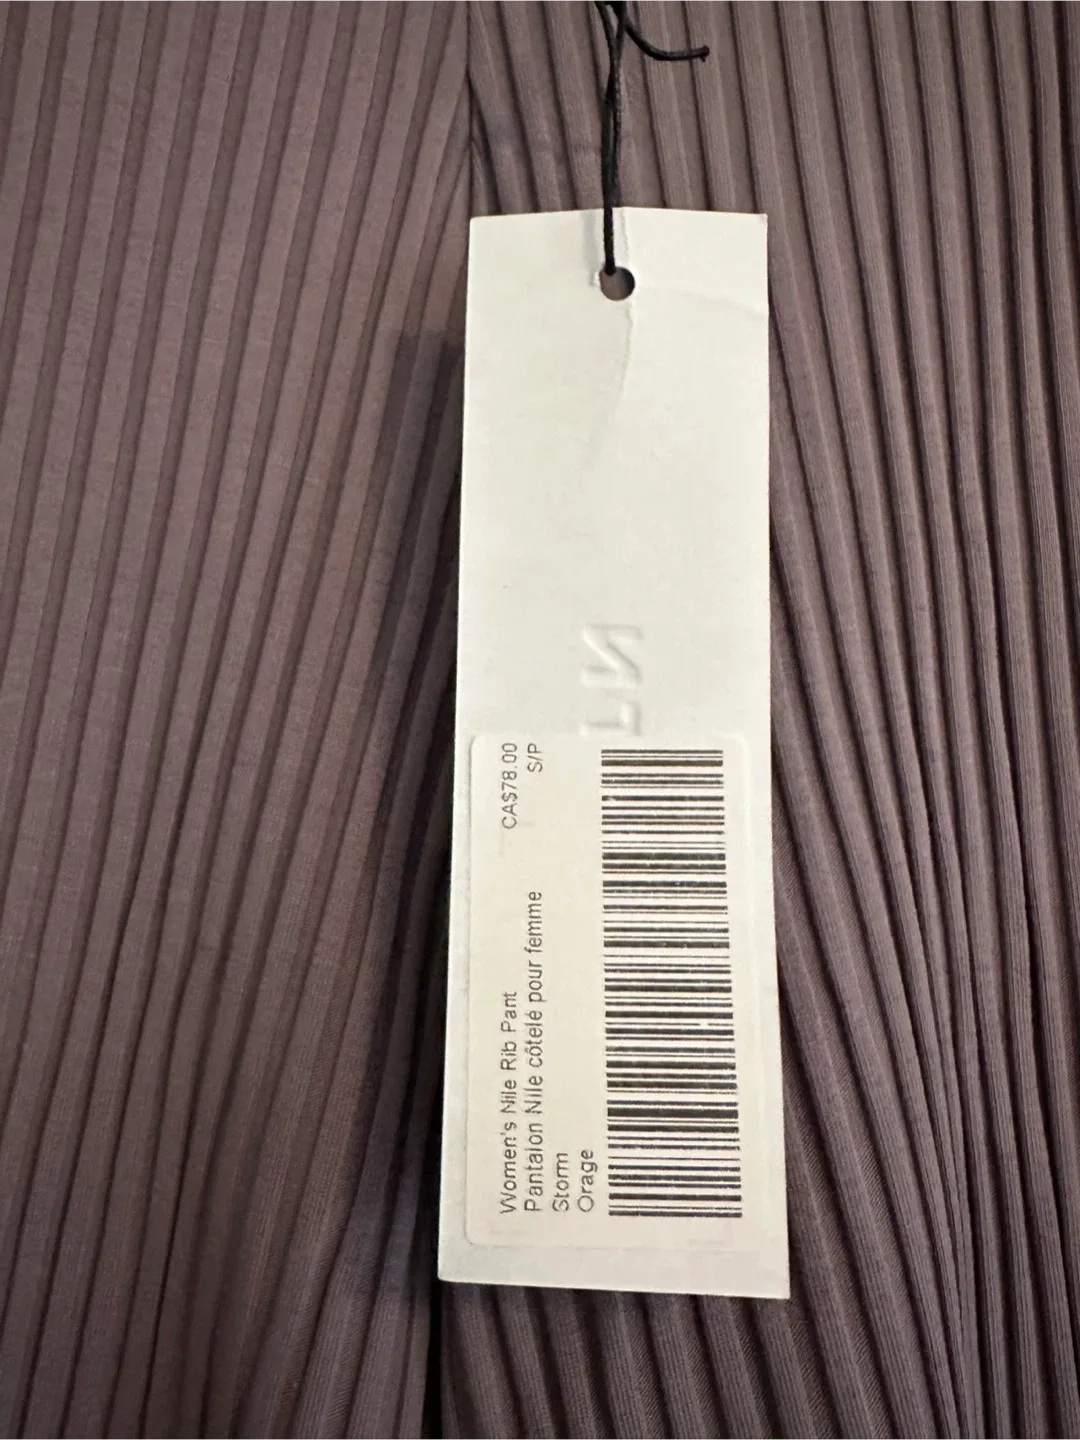 Women's Nile Rib Pant CA$78.00
Pantalon Nile côtelé pour femme S/P
Storm
Orage